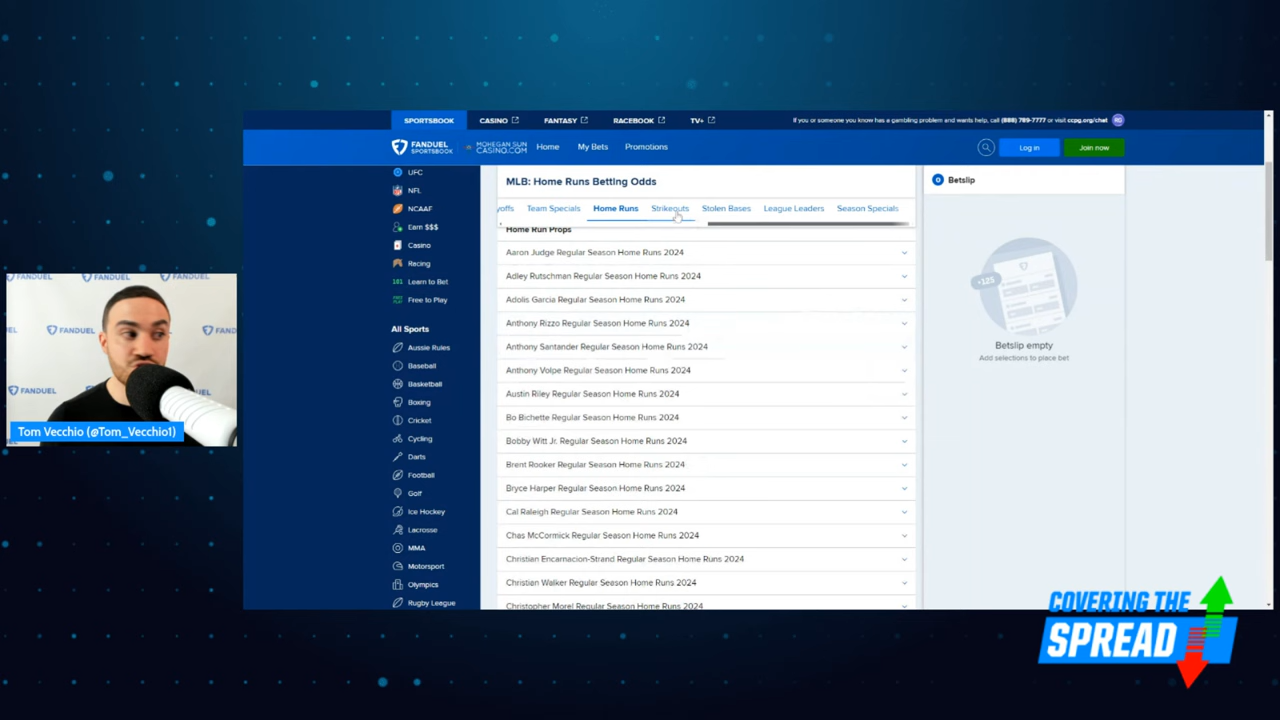 SPORTSBOOK
CASINO
FANTASY
RACEBOOK
TV+
If you or someone you know has a gambling problem and wants help, call (888) 789-7777 or visit ccpg.org/chat
FANDUEL
SPORTSBOOK
MOHEGAN SUN
CASINO.COM
Home
My Bets
Promotions
Log in
Join now
UFC
NFL
NCAAF
Earn $$$
Casino
Racing
Learn to Bet
Free to Play
All Sports
Aussie Rules
Baseball
Basketball
Boxing
Cricket
Cycling
Darts
Football
Golf
Ice Hockey
Lacrosse
MMA
Motorsport
Olympics
Rugby League
MLB: Home Runs Betting Odds
yoffs
Team Specials
Home Runs
Strikeouts
Stolen Bases
League Leaders
Season Specials
Home Run Props
Aaron Judge Regular Season Home Runs 2024
Adley Rutschman Regular Season Home Runs 2024
Adolis Garcia Regular Season Home Runs 2024
Anthony Rizzo Regular Season Home Runs 2024
Anthony Santander Regular Season Home Runs 2024
Anthony Volpe Regular Season Home Runs 2024
Austin Riley Regular Season Home Runs 2024
Bo Bichette Regular Season Home Runs 2024
Bobby Witt Jr. Regular Season Home Runs 2024
Brent Rooker Regular Season Home Runs 2024
Bryce Harper Regular Season Home Runs 2024
Cal Raleigh Regular Season Home Runs 2024
Chas McCormick Regular Season Home Runs 2024
Christian Encarnacion-Strand Regular Season Home Runs 2024
Christian Walker Regular Season Home Runs 2024
Christopher Morel Regular Season Home Runs 2024
Betslip
+125
Betslip empty
Add selections to place bet
FANDUEL
FANDUEL
FANDUEL
Tom Vecchio (@Tom_Vecchio1)
COVERING THE
SPREAD